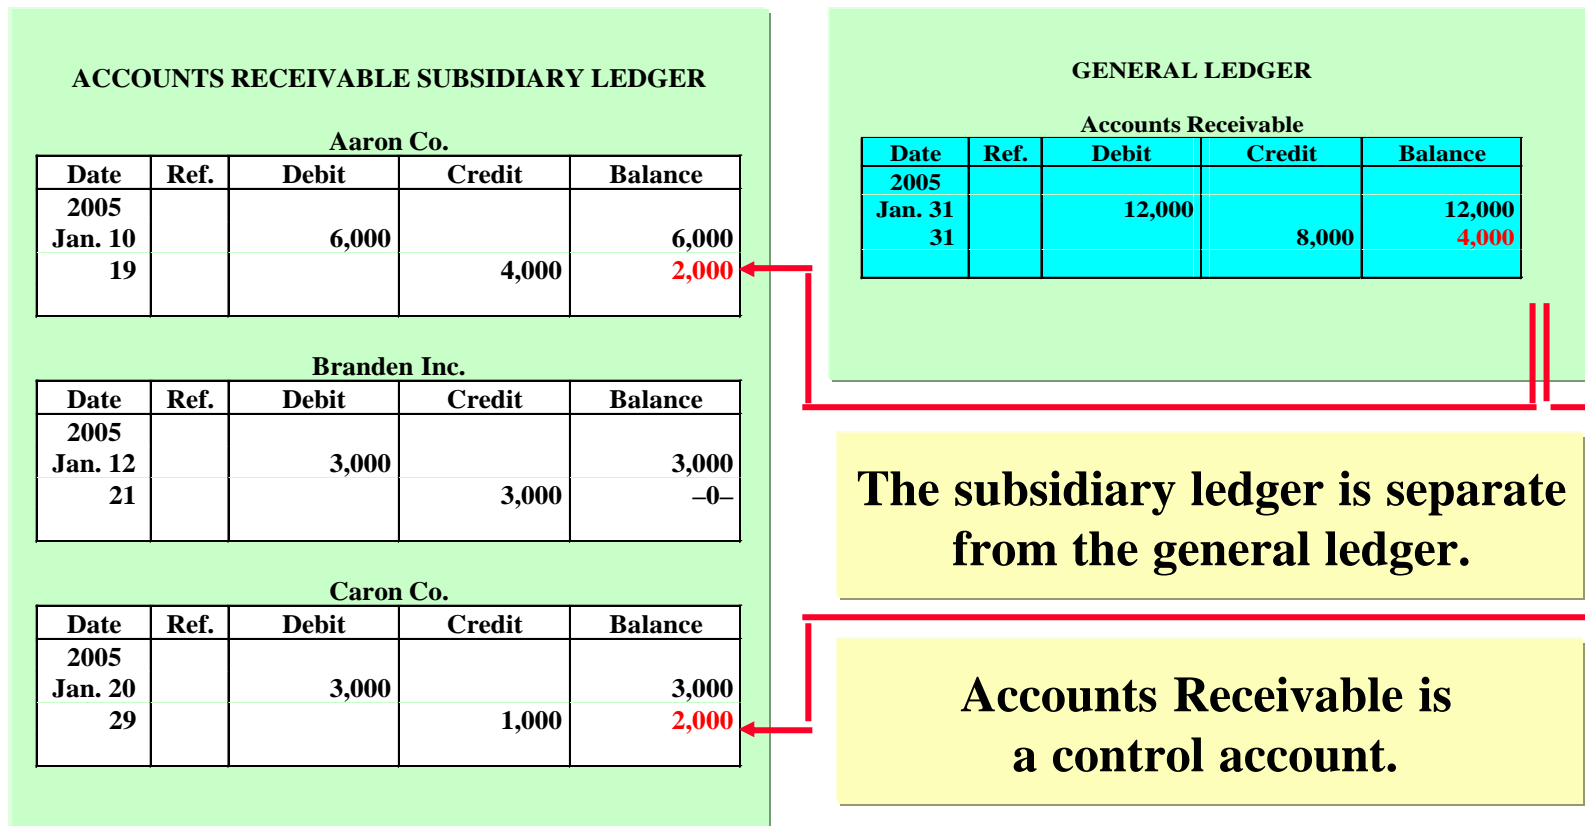 ACCOUNTS RECEIVABLE SUBSIDIARY LEDGER
Aaron Co.
Date Ref. Debit Credit Balance
2005
Jan. 10 6,000 6,000
19 4,000 2,000
Branden Inc.
Date Ref. Debit Credit Balance
2005
Jan. 12 3,000 3,000
21 3,000 –0–
Caron Co.
Date Ref. Debit Credit Balance
2005
Jan. 20 3,000 3,000
29 1,000 2,000
GENERAL LEDGER
Accounts Receivable
Date Ref. Debit Credit Balance
2005
Jan. 31 12,000 12,000
31 8,000 4,000
The subsidiary ledger is separate
from the general ledger.
Accounts Receivable is
a control account.